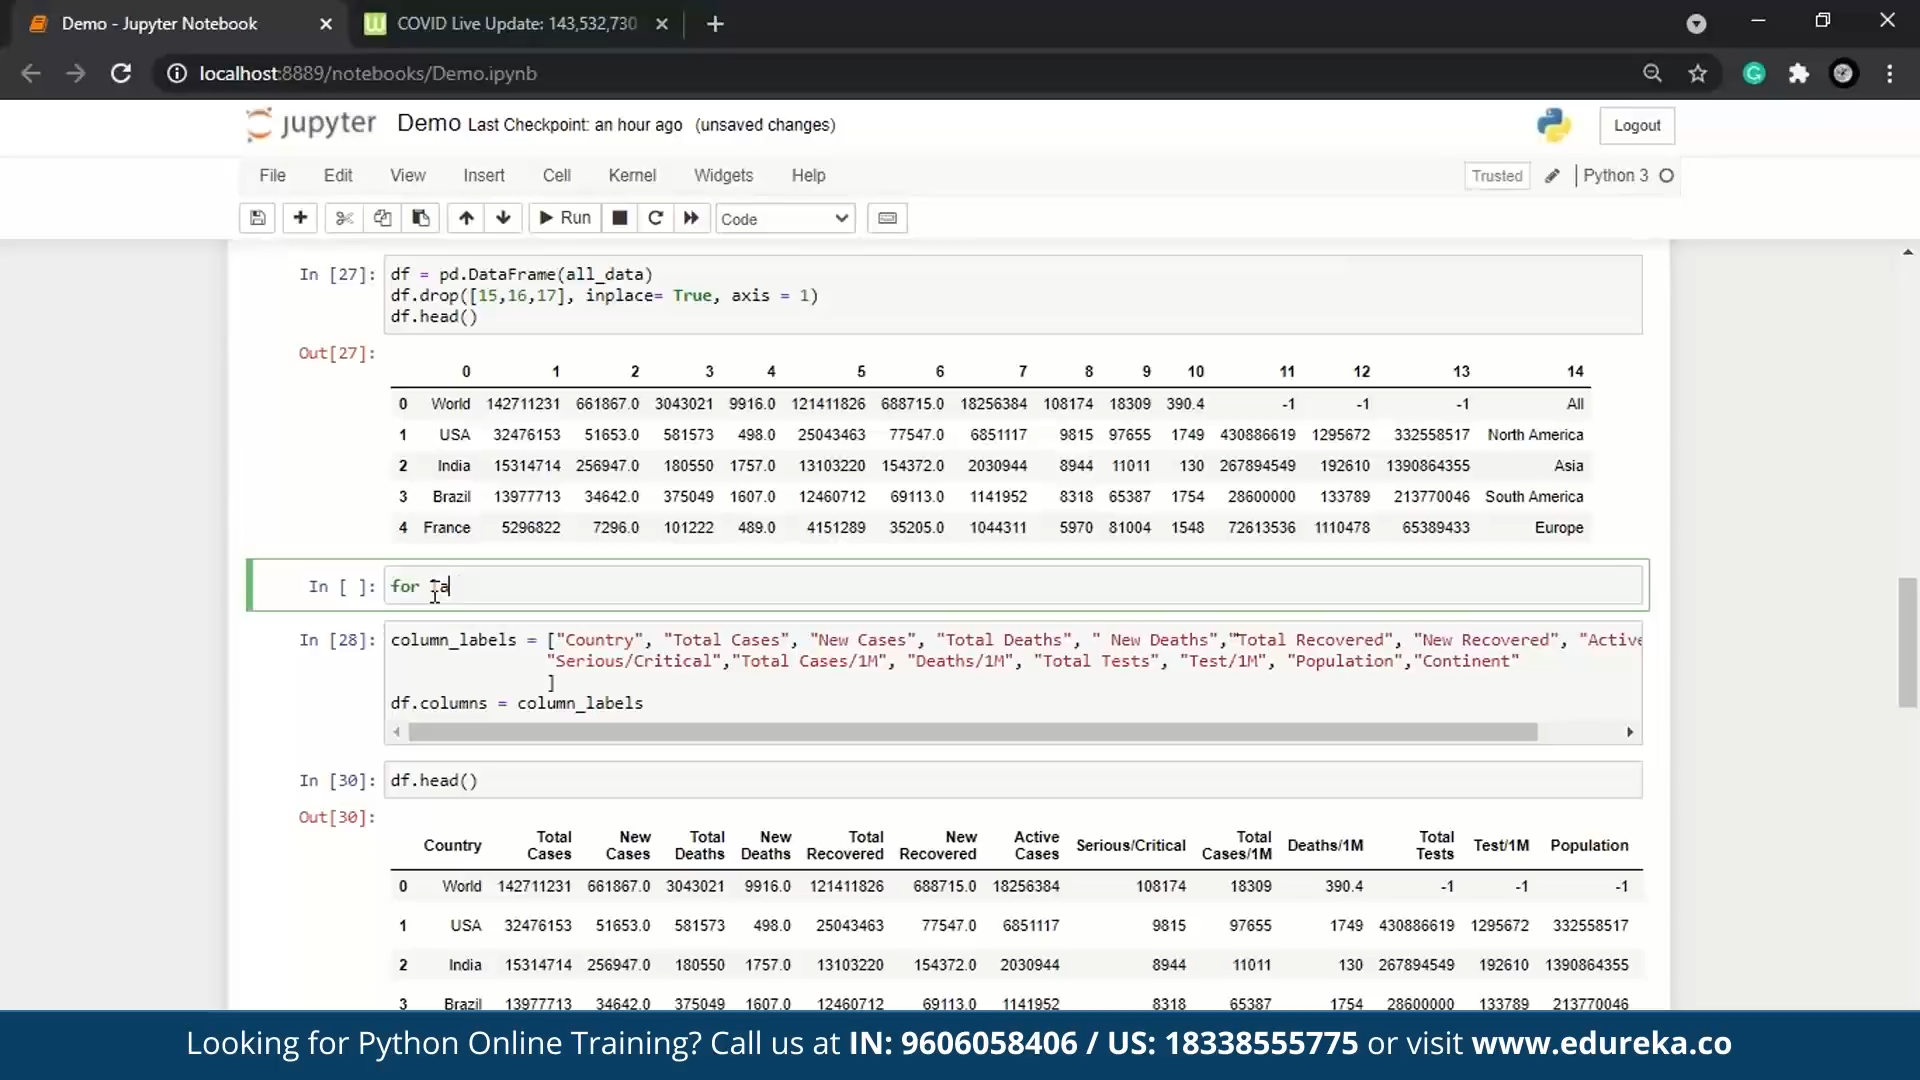 Demo - Jupyter Notebook
COVID Live Update: 143,532,730
localhost:8889/notebooks/Demo.ipynb
jupyter Demo Last Checkpoint: an hour ago (unsaved changes)
Logout
File Edit View Insert Cell Kernel Widgets Help
Trusted Python 3
Run Code
In [27]: df = pd.DataFrame(all_data)
df.drop([15,16,17], inplace= True, axis = 1)
df.head()
Out[27]:
0 1 2 3 4 5 6 7 8 9 10 11 12 13 14
0 World 142711231 661867.0 3043021 9916.0 121411826 688715.0 18256384 108174 18309 390.4 -1 -1 -1 All
1 USA 32476153 51653.0 581573 498.0 25043463 77547.0 6851117 9815 97655 1749 430886619 1295672 332558517 North America
2 India 15314714 256947.0 180550 1757.0 13103220 154372.0 2030944 8944 11011 130 267894549 192610 1390864355 Asia
3 Brazil 13977713 34642.0 375049 1607.0 12460712 69113.0 1141952 8318 65387 1754 28600000 133789 213770046 South America
4 France 5296822 7296.0 101222 489.0 4151289 35205.0 1044311 5970 81004 1548 72613536 1110478 65389433 Europe
In [ ]: for
In [28]: column_labels = ["Country", "Total Cases", "New Cases", "Total Deaths", " New Deaths","Total Recovered", "New Recovered", "Active
"Serious/Critical","Total Cases/1M", "Deaths/1M", "Total Tests", "Test/1M", "Population","Continent"
]
df.columns = column_labels
In [30]: df.head()
Out[30]:
Country Total Cases New Cases Total Deaths New Deaths Total Recovered New Recovered Active Cases Serious/Critical Total Cases/1M Deaths/1M Total Tests Test/1M Population
0 World 142711231 661867.0 3043021 9916.0 121411826 688715.0 18256384 108174 18309 390.4 -1 -1 -1
1 USA 32476153 51653.0 581573 498.0 25043463 77547.0 6851117 9815 97655 1749 430886619 1295672 332558517
2 India 15314714 256947.0 180550 1757.0 13103220 154372.0 2030944 8944 11011 130 267894549 192610 1390864355
3 Brazil 13977713 34642.0 375049 1607.0 12460712 69113.0 1141952 8318 65387 1754 28600000 133789 213770046
Looking for Python Online Training? Call us at IN: 9606058406 / US: 18338555775 or visit www.edureka.co